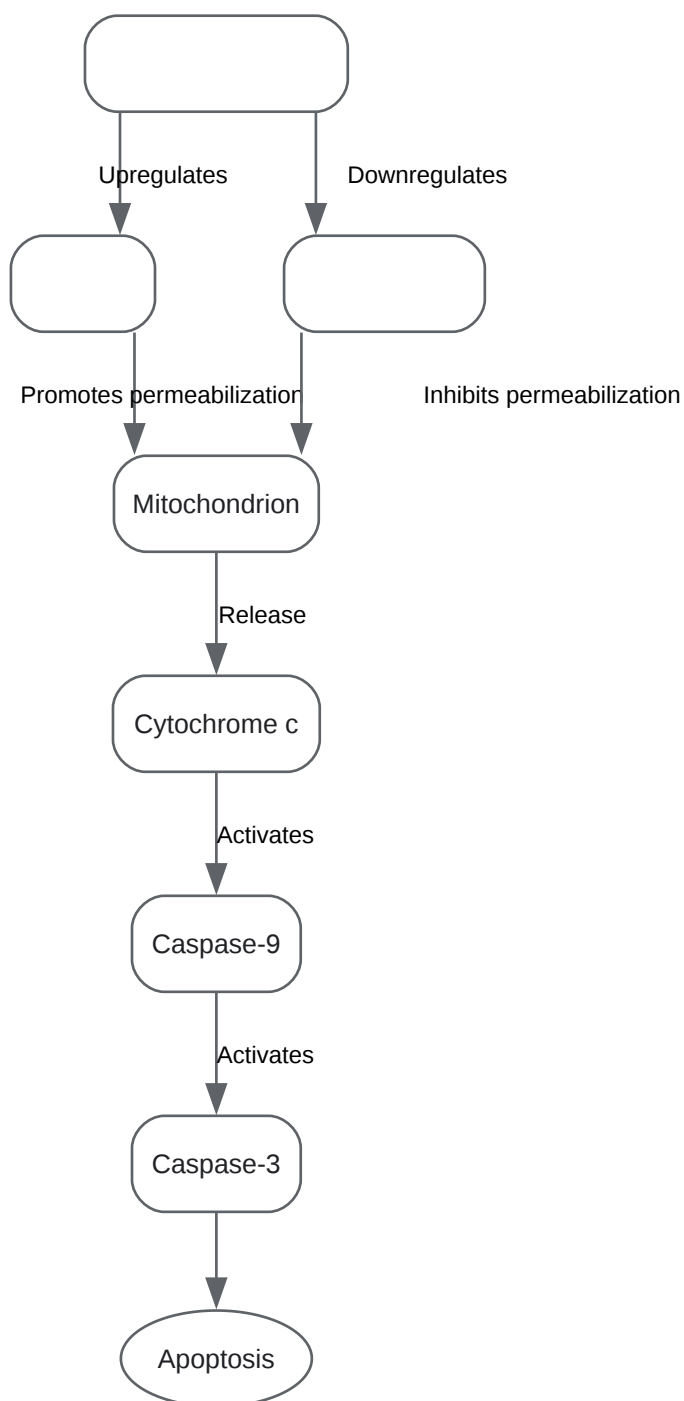 Upregulates
Downregulates
Promotes permeabilization
Inhibits permeabilization
Mitochondrion
Release
Cytochrome c
Activates
Caspase-9
Activates
Caspase-3
Apoptosis